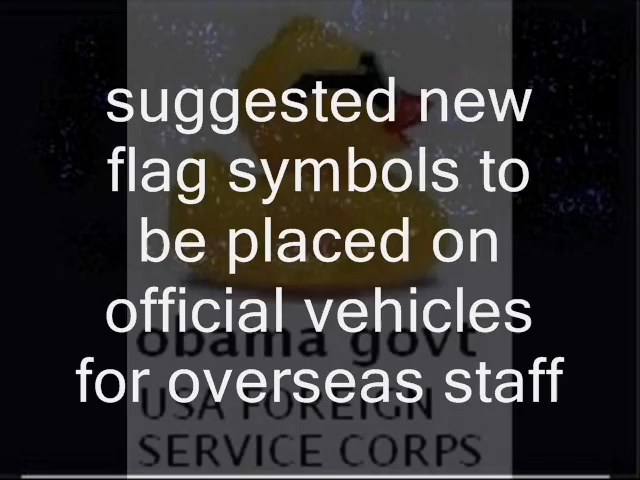 suggested new
flag symbols to
be placed on
official vehicles
obama govt
for overseas staff
USA FOREIGN
SERVICE CORPS